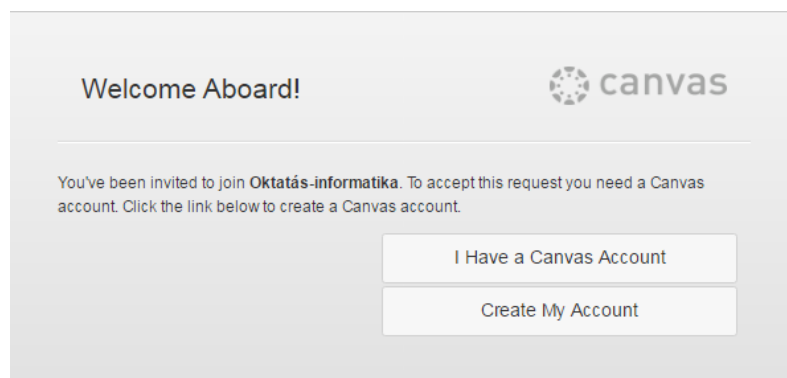 Welcome Aboard!
canvas
You've been invited to join Oktatás-informatika. To accept this request you need a Canvas
account. Click the link below to create a Canvas account.
I Have a Canvas Account
Create My Account